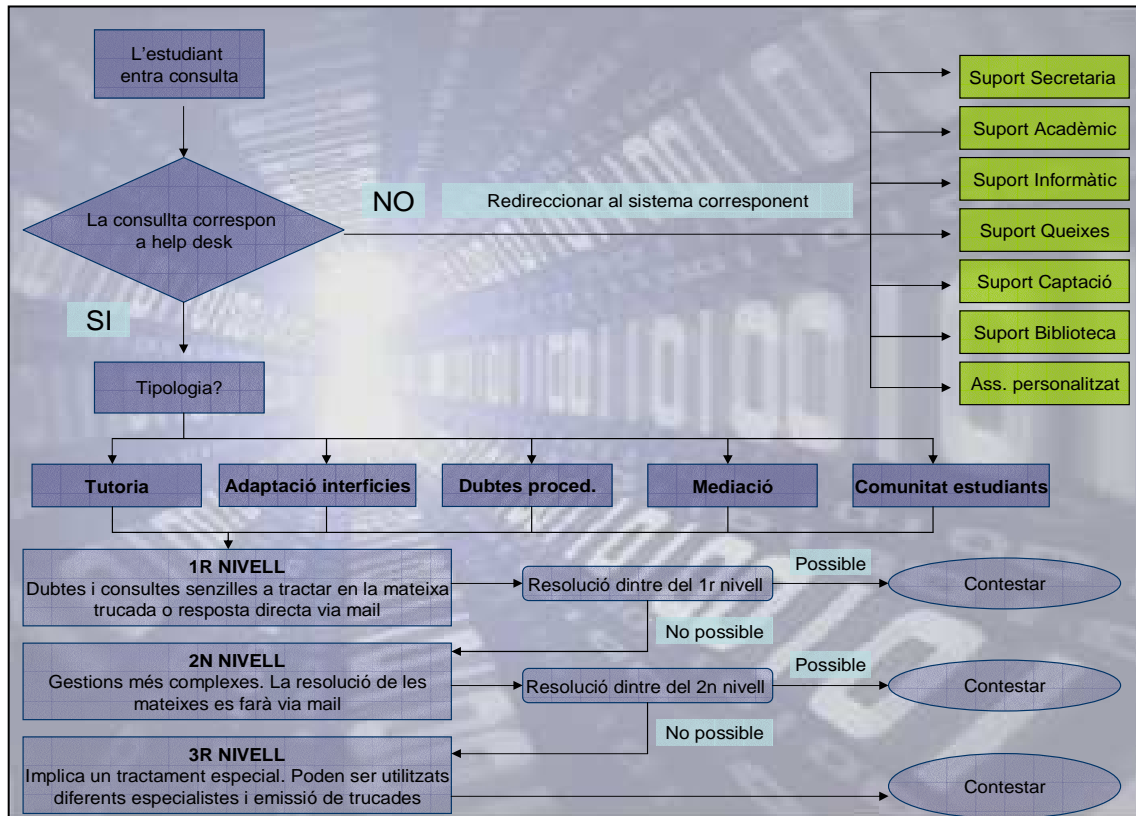 L'estudiant
entra consulta
La consullta correspon
a help desk
NO
Redireccionar al sistema corresponent
Suport Secretaria
Suport Acadèmic
Suport Informàtic
Suport Queixes
Suport Captació
Suport Biblioteca
Ass. personalitzat
SI
Tipologia?
Tutoria
Adaptació interfícies
Dubtes proced.
Mediació
Comunitat estudiants
1R NIVELL
Dubtes i consultes senzilles a tractar en la mateixa
trucada o resposta directa via mail
Resolució dintre del 1r nivell
Possible
Contestar
No possible
2N NIVELL
Gestions més complexes. La resolució de les
mateixes es farà via mail
Resolució dintre del 2n nivell
Possible
Contestar
No possible
3R NIVELL
Implica un tractament especial. Poden ser utilitzats
diferents especialistes i emissió de trucades
Contestar